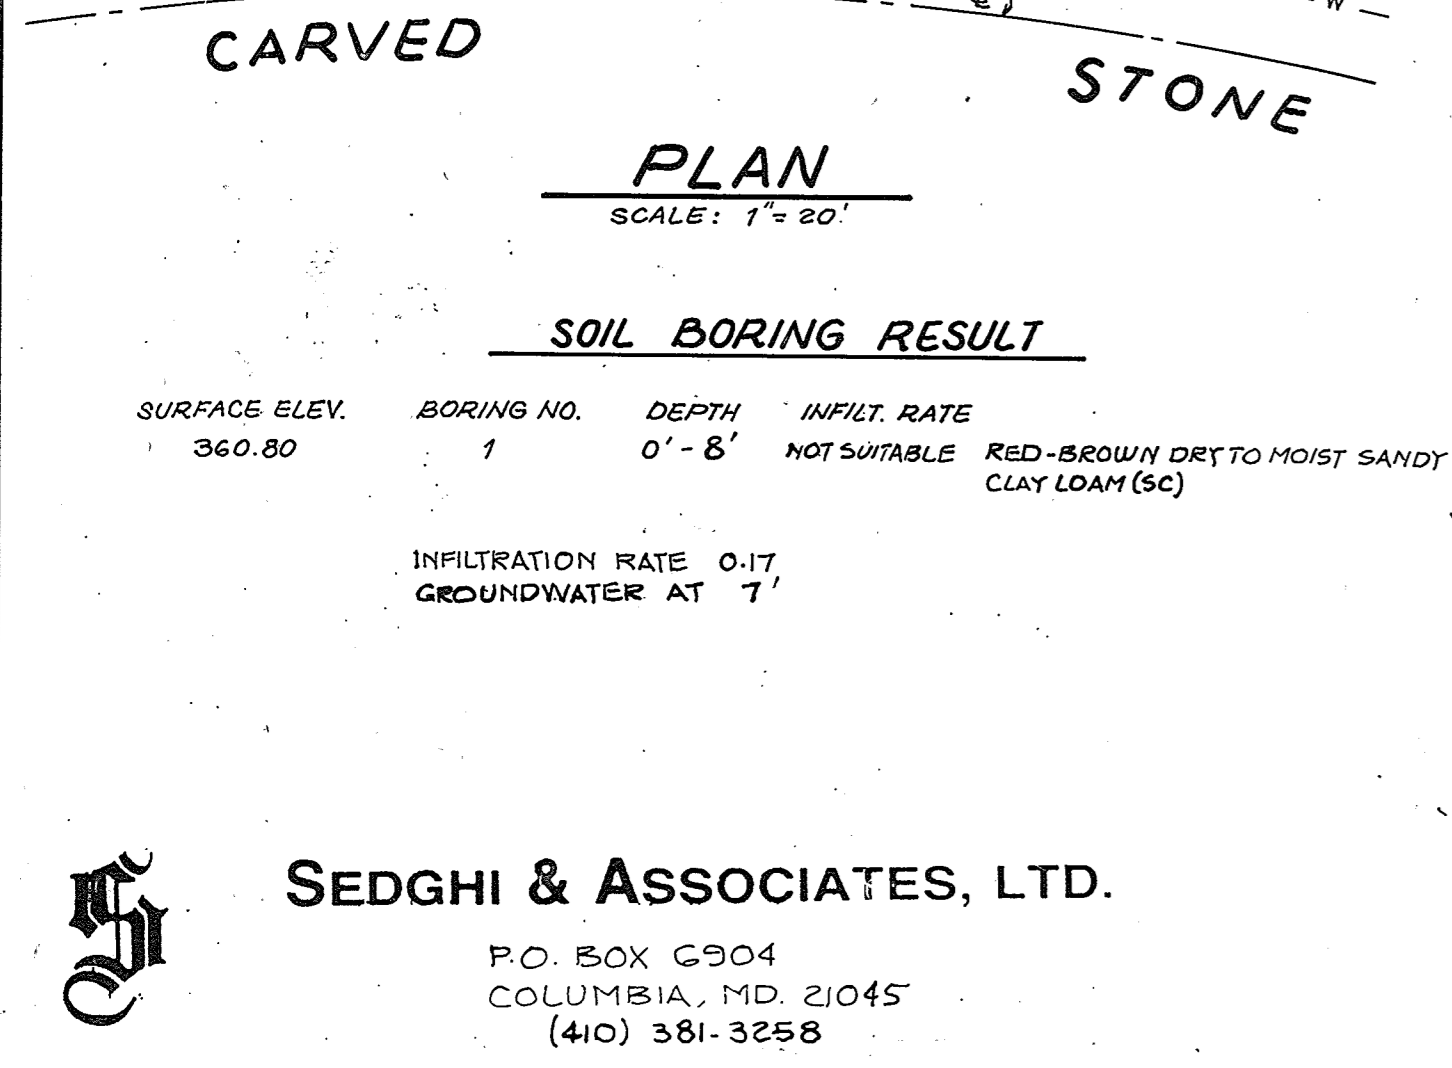 CARVED STONE
PLAN
SCALE: 1"= 20'
SOIL BORING RESULT
SURFACE ELEV. BORING NO. DEPTH INFILT. RATE
360.80 1 0'-8' NOT SUITABLE RED-BROWN DRY TO MOIST SANDY
CLAY LOAM (SC)
INFILTRATION RATE 0.17
GROUNDWATER AT 7'
SEDGHI & ASSOCIATES, LTD.
P.O. BOX 6904
COLUMBIA, MD. 21045
(410) 381-3258